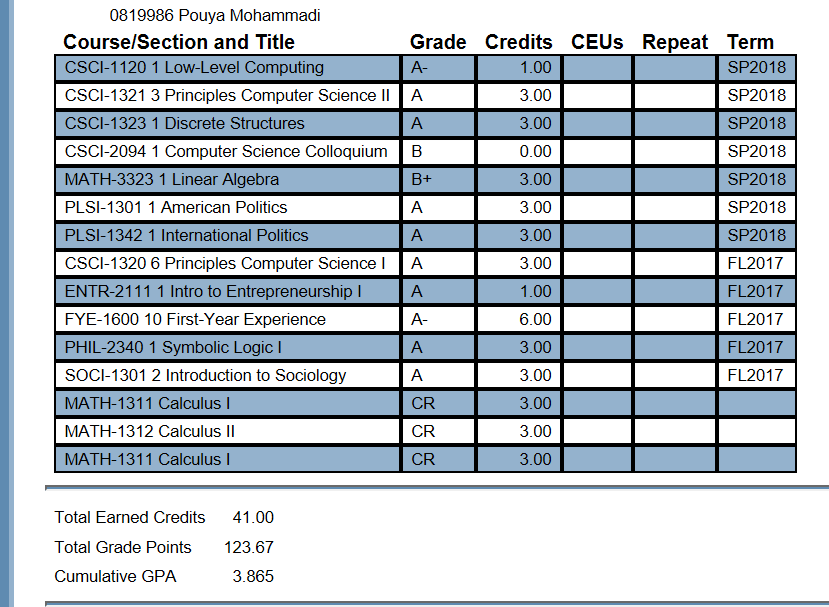 0819986 Pouya Mohammadi
Course/Section and Title Grade Credits CEUs Repeat Term
CSCI-1120 1 Low-Level Computing A- 1.00 SP2018
CSCI-1321 3 Principles Computer Science II A 3.00 SP2018
CSCI-1323 1 Discrete Structures A 3.00 SP2018
CSCI-2094 1 Computer Science Colloquium B 0.00 SP2018
MATH-3323 1 Linear Algebra B+ 3.00 SP2018
PLSI-1301 1 American Politics A 3.00 SP2018
PLSI-1342 1 International Politics A 3.00 SP2018
CSCI-1320 6 Principles Computer Science I A 3.00 FL2017
ENTR-2111 1 Intro to Entrepreneurship I A 1.00 FL2017
FYE-1600 10 First-Year Experience A- 6.00 FL2017
PHIL-2340 1 Symbolic Logic I A 3.00 FL2017
SOCI-1301 2 Introduction to Sociology A 3.00 FL2017
MATH-1311 Calculus I CR 3.00
MATH-1312 Calculus II CR 3.00
MATH-1311 Calculus I CR 3.00
Total Earned Credits 41.00
Total Grade Points 123.67
Cumulative GPA 3.865